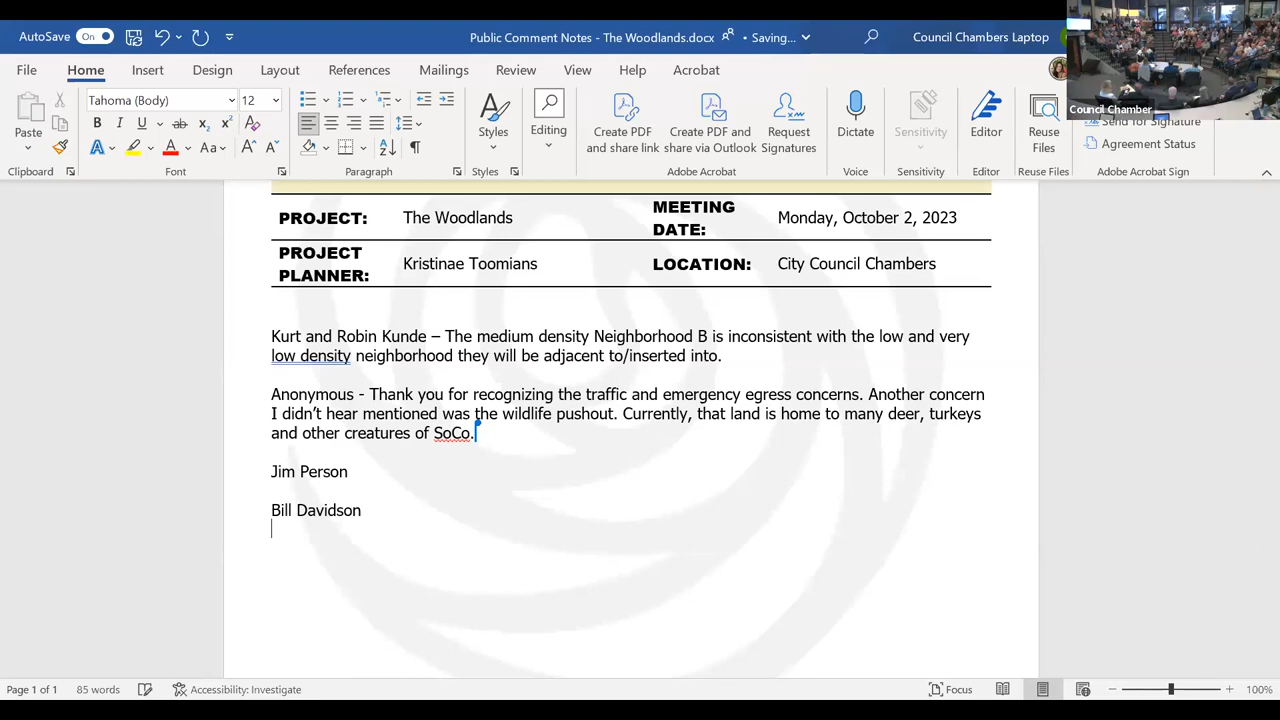 AutoSave On Public Comment Notes - The Woodlands.docx • Saving... Council Chambers Laptop
File Home Insert Design Layout References Mailings Review View Help Acrobat
Council Chamber
Tahoma (Body) 12
Paste
Styles
Editing
Create PDF and share link
Create PDF and share via Outlook
Request Signatures
Dictate
Sensitivity
Editor
Reuse Files
Send for Signature
Agreement Status
Clipboard Font Paragraph Styles Adobe Acrobat Voice Sensitivity Editor Reuse Files Adobe Acrobat Sign
PROJECT: The Woodlands MEETING DATE: Monday, October 2, 2023
PROJECT PLANNER: Kristinae Toomians LOCATION: City Council Chambers
Kurt and Robin Kunde – The medium density Neighborhood B is inconsistent with the low and very
low density neighborhood they will be adjacent to/inserted into.
Anonymous - Thank you for recognizing the traffic and emergency egress concerns. Another concern
I didn't hear mentioned was the wildlife pushout. Currently, that land is home to many deer, turkeys
and other creatures of SoCo.
Jim Person
Bill Davidson
Page 1 of 1 85 words Accessibility: Investigate Focus 100%